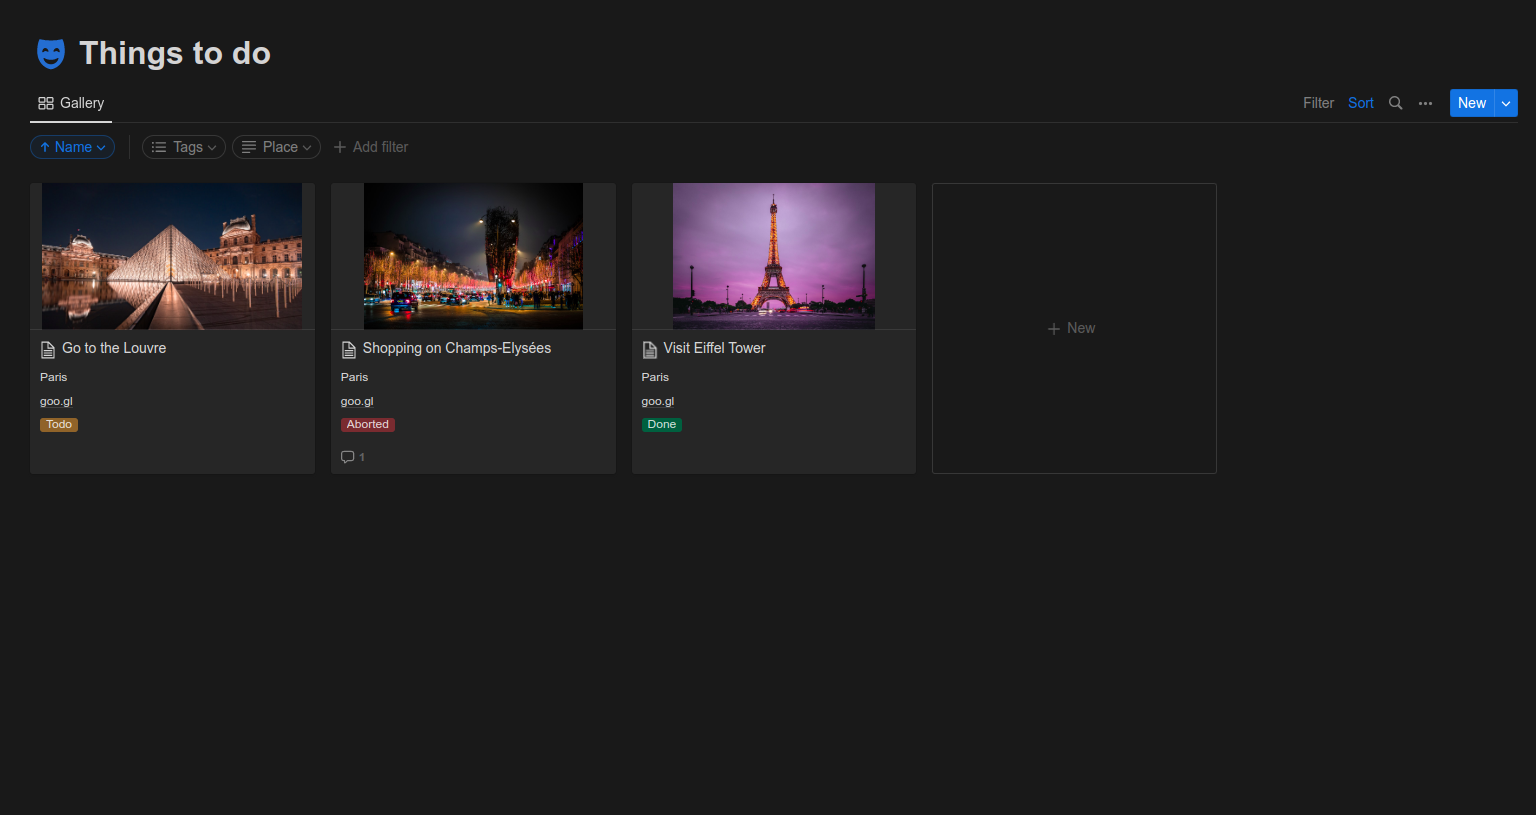 Things to do
Gallery
Filter Sort New
Name Tags Place Add filter
Go to the Louvre
Paris
goo.gl
Todo
Shopping on Champs-Elysées
Paris
goo.gl
Aborted
1
Visit Eiffel Tower
Paris
goo.gl
Done
New